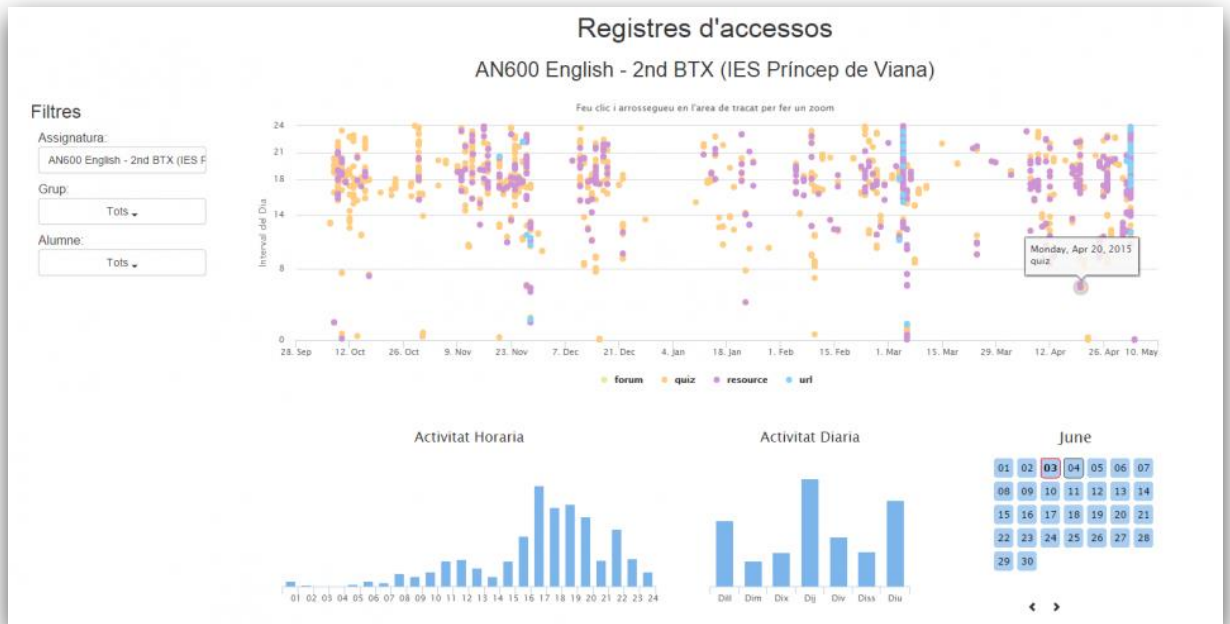 Registres d'accessos
AN600 English - 2nd BTX (IES Príncep de Viana)
Filtres
Assignatura:
AN600 English - 2nd BTX (IES F
Grup:
Tots
Alumne:
Tots
Feu clic i arrossegueu en l'area de tracat per fer un zoom
Interval del Dia
24
21
18
14
8
0
Monday, Apr 20, 2015
quiz
28. Sep 12. Oct 26. Oct 9. Nov 23. Nov 7. Dec 21. Dec 4. Jan 18. Jan 1. Feb 15. Feb 1. Mar 15. Mar 29. Mar 12. Apr 26. Apr 10. May
forum quiz resource url
Activitat Horaria
01 02 03 04 05 06 07 08 09 10 11 12 13 14 15 16 17 18 19 20 21 22 23 24
Activitat Diaria
Dill Dim Dix Dij Div Diss Diu
June
01 02 03 04 05 06 07
08 09 10 11 12 13 14
15 16 17 18 19 20 21
22 23 24 25 26 27 28
29 30